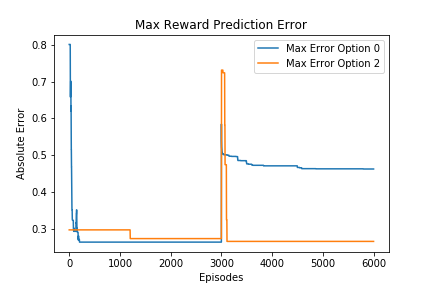 Max Reward Prediction Error
Max Error Option 0
Max Error Option 2
Absolute Error
0.8
0.7
0.6
0.5
0.4
0.3
0 1000 2000 3000 4000 5000 6000
Episodes